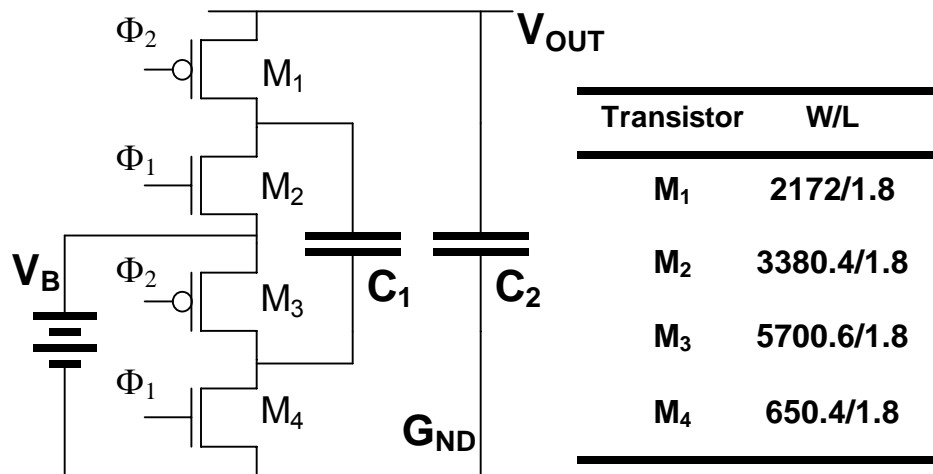 Φ2
M1
VOUT
Φ1
M2
VB
Φ2
M3
C1
C2
Φ1
M4
GND
Transistor W/L
M1 2172/1.8
M2 3380.4/1.8
M3 5700.6/1.8
M4 650.4/1.8